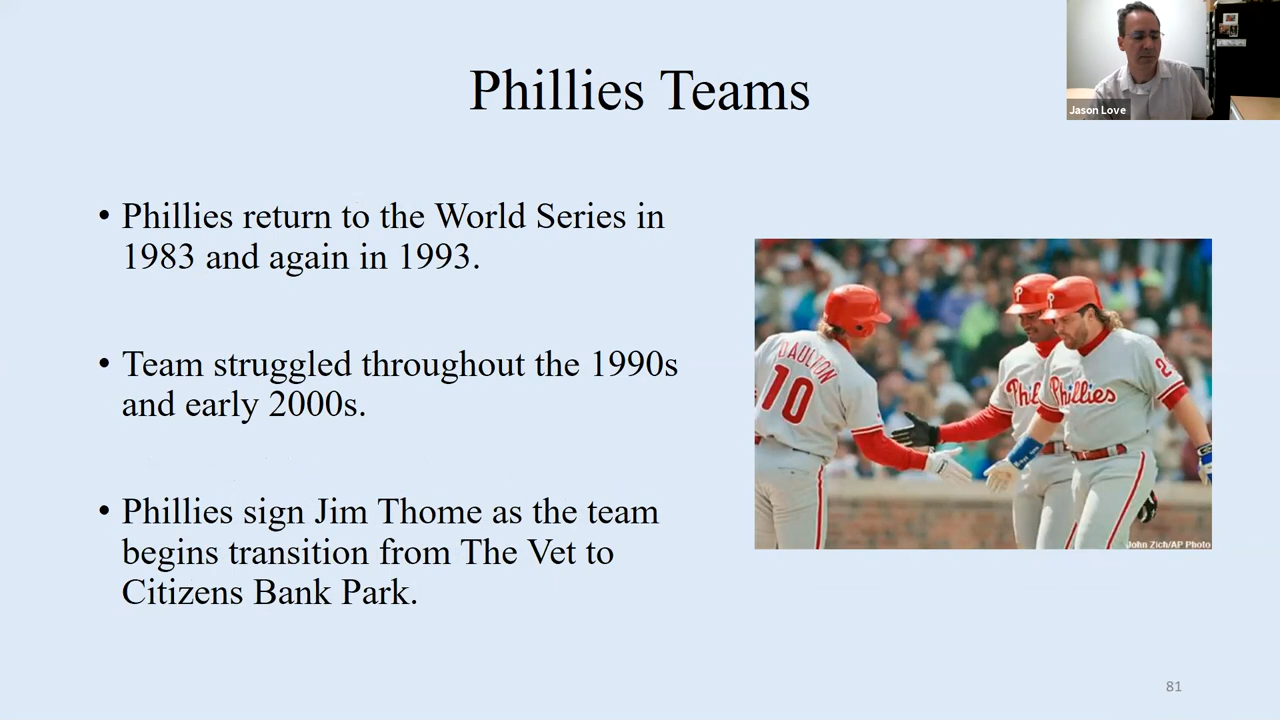 Phillies Teams
Jason Love
• Phillies return to the World Series in
1983 and again in 1993.
• Team struggled throughout the 1990s
and early 2000s.
• Phillies sign Jim Thome as the team
begins transition from The Vet to
Citizens Bank Park.
DAULTON
10
P
P
Phil
Phillies
2
John Zich/AP Photo
81